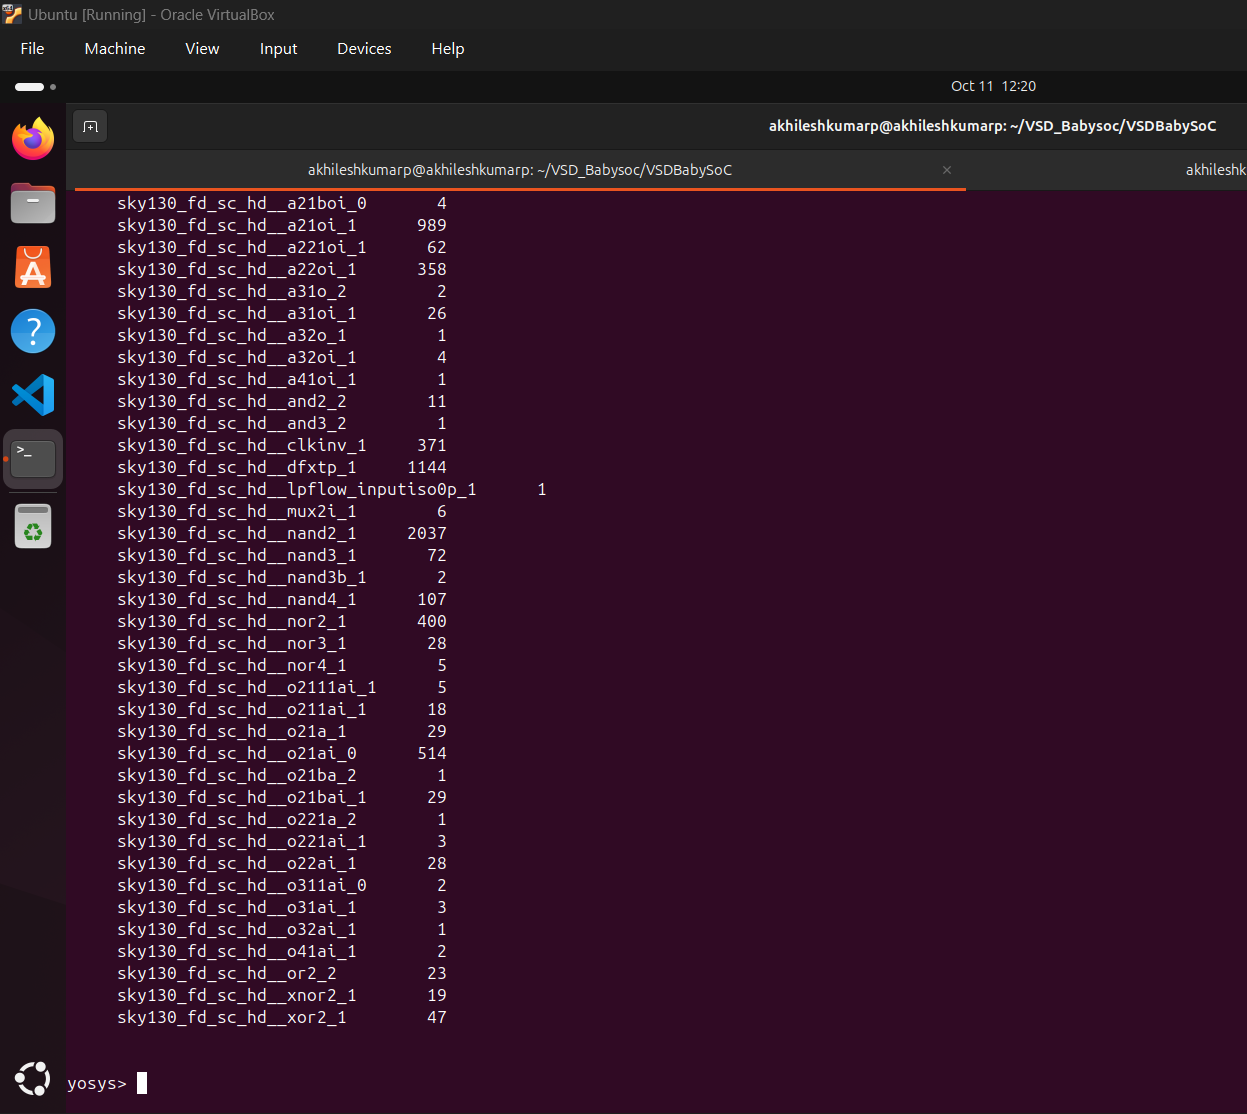 Ubuntu [Running] - Oracle VirtualBox
File Machine View Input Devices Help
Oct 11 12:20
akhileshkumarp@akhileshkumarp: ~/VSD_Babysoc/VSDBabySoC
akhileshkumarp@akhileshkumarp: ~/VSD_Babysoc/VSDBabySoC × akhileshk
sky130_fd_sc_hd__a21boi_0 4
sky130_fd_sc_hd__a21oi_1 989
sky130_fd_sc_hd__a221oi_1 62
sky130_fd_sc_hd__a22oi_1 358
sky130_fd_sc_hd__a31o_2 2
sky130_fd_sc_hd__a31oi_1 26
sky130_fd_sc_hd__a32o_1 1
sky130_fd_sc_hd__a32oi_1 4
sky130_fd_sc_hd__a41oi_1 1
sky130_fd_sc_hd__and2_2 11
sky130_fd_sc_hd__and3_2 1
sky130_fd_sc_hd__clkinv_1 371
sky130_fd_sc_hd__dfxtp_1 1144
sky130_fd_sc_hd__lpflow_inputiso0p_1 1
sky130_fd_sc_hd__mux2i_1 6
sky130_fd_sc_hd__nand2_1 2037
sky130_fd_sc_hd__nand3_1 72
sky130_fd_sc_hd__nand3b_1 2
sky130_fd_sc_hd__nand4_1 107
sky130_fd_sc_hd__nor2_1 400
sky130_fd_sc_hd__nor3_1 28
sky130_fd_sc_hd__nor4_1 5
sky130_fd_sc_hd__o2111ai_1 5
sky130_fd_sc_hd__o211ai_1 18
sky130_fd_sc_hd__o21a_1 29
sky130_fd_sc_hd__o21ai_0 514
sky130_fd_sc_hd__o21ba_2 1
sky130_fd_sc_hd__o21bai_1 29
sky130_fd_sc_hd__o221a_2 1
sky130_fd_sc_hd__o221ai_1 3
sky130_fd_sc_hd__o22ai_1 28
sky130_fd_sc_hd__o311ai_0 2
sky130_fd_sc_hd__o31ai_1 3
sky130_fd_sc_hd__o32ai_1 1
sky130_fd_sc_hd__o41ai_1 2
sky130_fd_sc_hd__or2_2 23
sky130_fd_sc_hd__xnor2_1 19
sky130_fd_sc_hd__xor2_1 47
yosys>